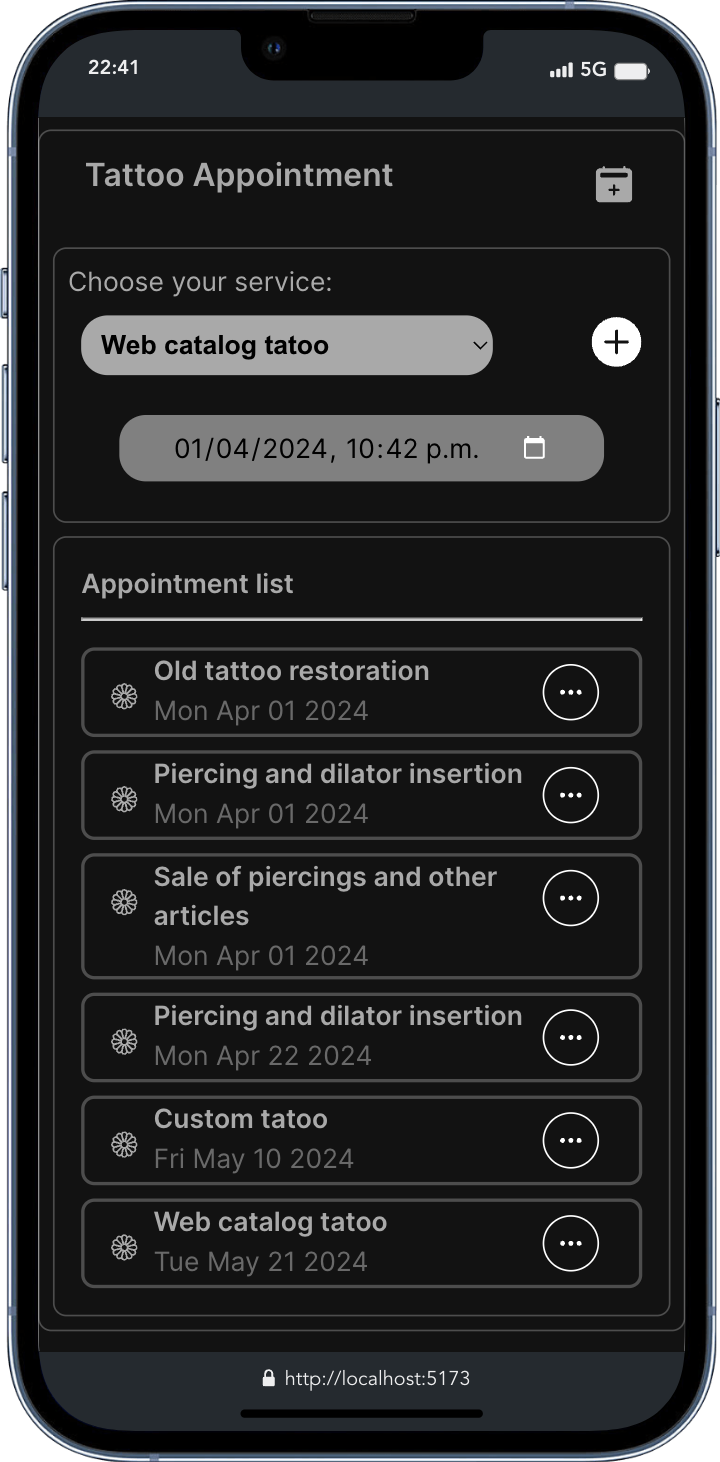 22:41
5G
Tattoo Appointment
Choose your service:
Web catalog tatoo
01/04/2024, 10:42 p.m.
Appointment list
Old tattoo restoration
Mon Apr 01 2024
Piercing and dilator insertion
Mon Apr 01 2024
Sale of piercings and other
articles
Mon Apr 01 2024
Piercing and dilator insertion
Mon Apr 22 2024
Custom tatoo
Fri May 10 2024
Web catalog tatoo
Tue May 21 2024
http://localhost:5173